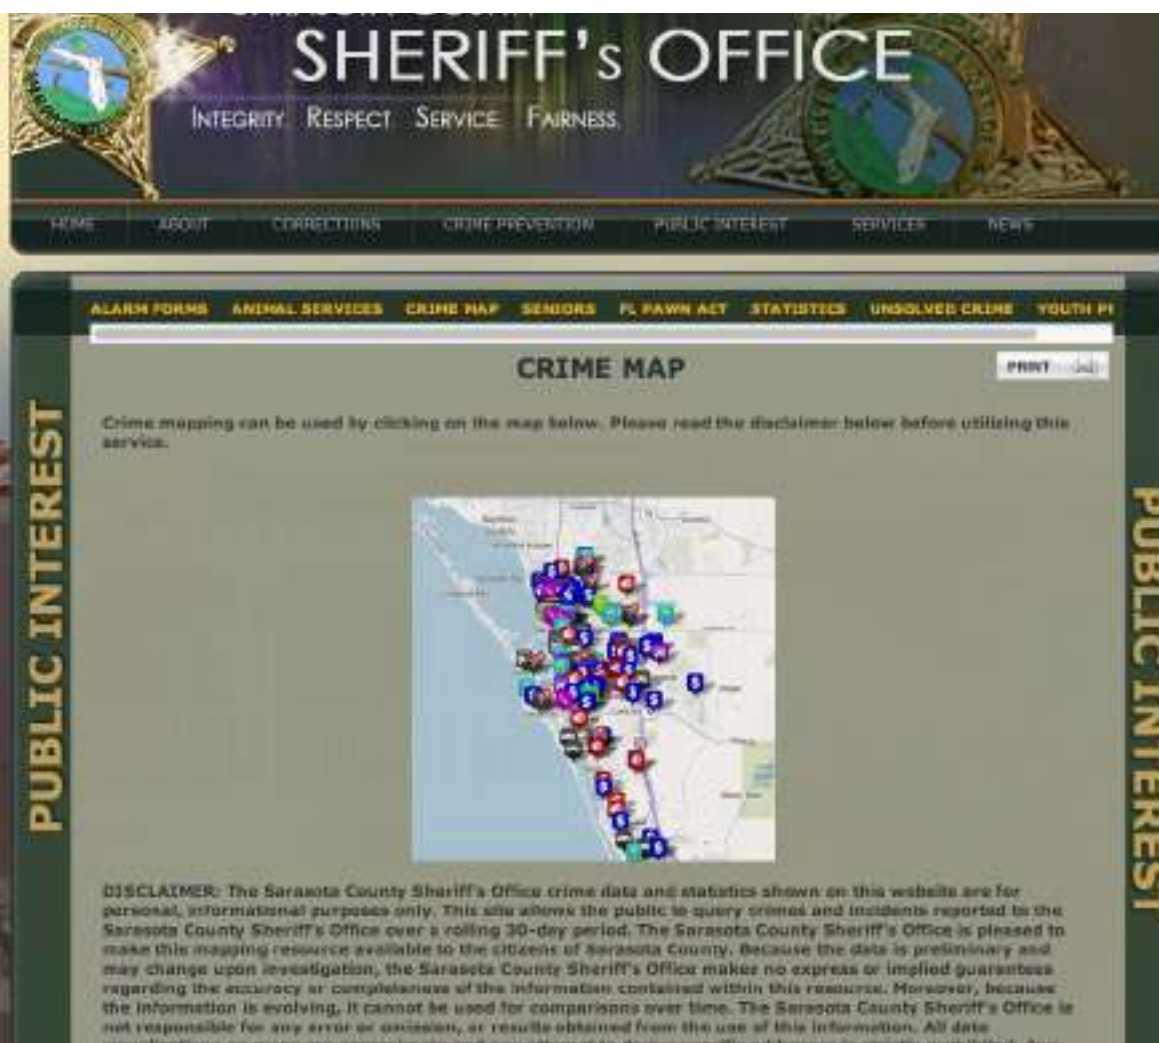 SHERIFF's OFFICE
INTEGRITY RESPECT SERVICE FAIRNESS.
HOME ABOUT CORRECTIONS CRIME PREVENTION PUBLIC INTEREST SERVICES NEWS
ALARM FORMS ANIMAL SERVICES CRIME MAP SENIORS FL PAWN ACT STATISTICS UNSOLVED CRIME YOUTH
CRIME MAP
PRINT
PUBLIC INTEREST
Crime mapping can be used by clicking on the map below. Please read the disclaimer below before utilizing this
service.
PUBLIC INTEREST
DISCLAIMER: The Sarasota County Sheriff's Office crime data and statistics shown on this website are for
personal, informational purposes only. This site allows the public to query crimes and incidents reported to the
Sarasota County Sheriff's Office over a rolling 30-day period. The Sarasota County Sheriff's Office is pleased to
make this mapping resource available to the citizens of Sarasota County. Because the data is preliminary and
may change upon investigation, the Sarasota County Sheriff's Office makes no express or implied guarantees
regarding the accuracy or completeness of the information contained within this resource. Moreover, because
the information is evolving, it cannot be used for comparisons over time. The Sarasota County Sheriff's Office is
not responsible for any error or omission, or results obtained from the use of this information. All data